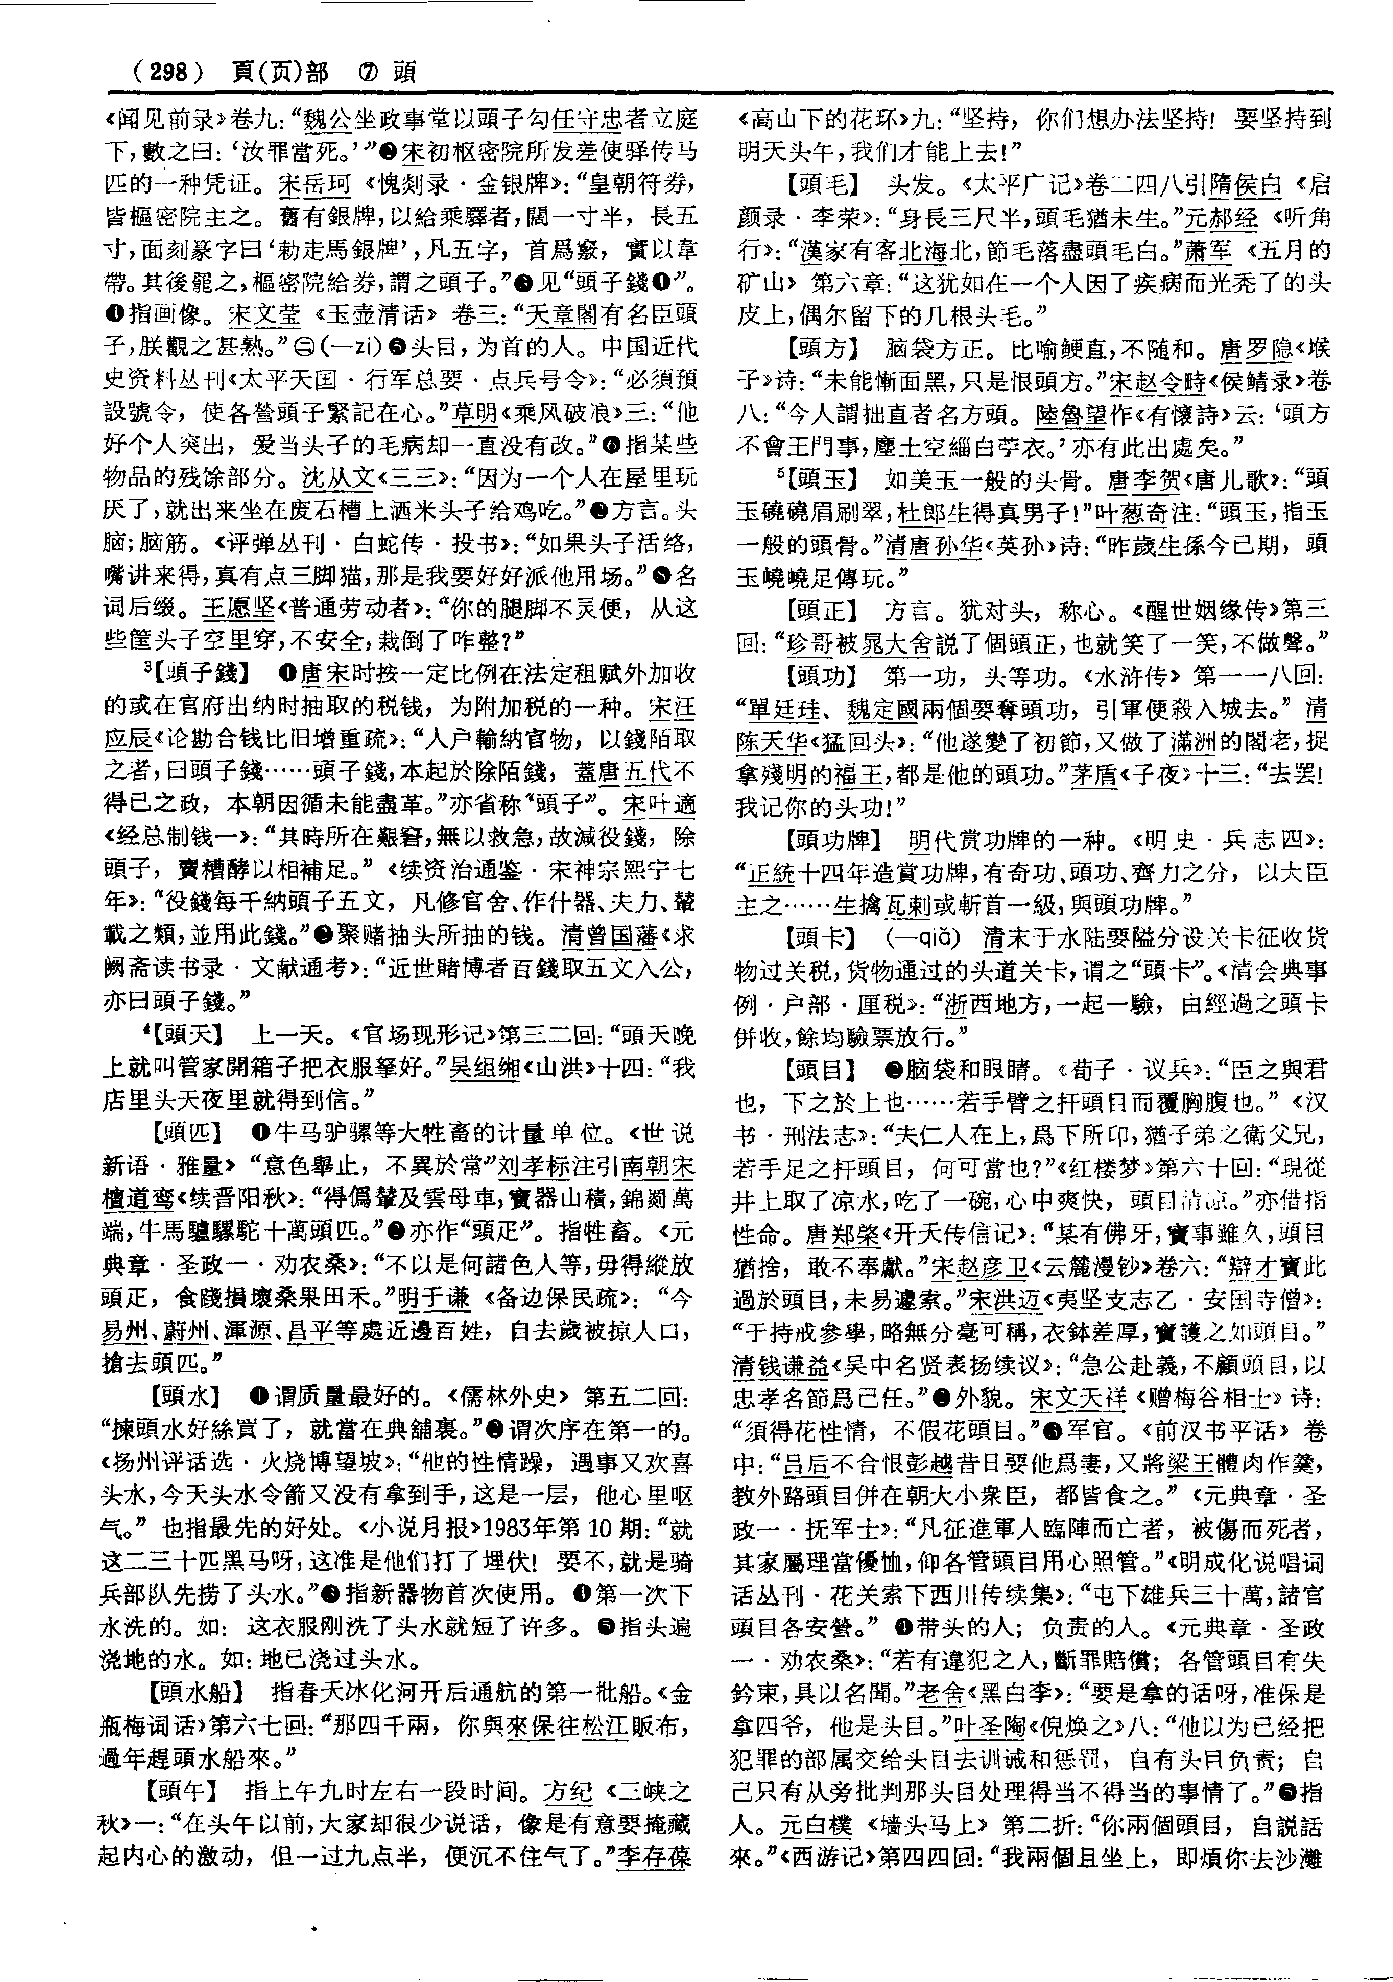 （298） 頁(页)部 ⑦ 頭
《闻见前录》卷九：“魏公坐政事堂以頭子勾任守忠者立庭
下，數之曰：‘汝罪當死。’”❷宋初枢密院所发差使驿传马
匹的一种凭证。宋岳珂《愧剡录·金银牌》：“皇朝符券，
皆樞密院主之。舊有銀牌，以給乘驛者，闊一寸半，長五
寸，面刻篆字曰‘勑走馬銀牌’，凡五字，首爲竅，實以韋
帶。其後罷之，樞密院給券，謂之頭子。”❸见“頭子錢❶”。
❹指画像。宋文莹《玉壶清话》卷三：“天章閣有名臣頭
子，朕觀之甚熟。”㊁(—zi)❺头目，为首的人。中国近代
史资料丛刊《太平天国·行军总要·点兵号令》：“必須預
設號令，使各營頭子緊記在心。”草明《乘风破浪》三：“他
好个人突出，爱当头子的毛病却一直没有改。”❻指某些
物品的残馀部分。沈从文《三三》：“因为一个人在屋里玩
厌了，就出来坐在废石槽上洒米头子给鸡吃。”❼方言。头
脑；脑筋。《评弹丛刊·白蛇传·投书》：“如果头子活络，
嘴讲来得，真有点三脚猫，那是我要好好派他用场。”❽名
词后缀。王愿坚《普通劳动者》：“你的腿脚不灵便，从这
些筐头子空里穿，不安全，栽倒了咋整？”
³【頭子錢】 ❶唐宋时按一定比例在法定租赋外加收
的或在官府出纳时抽取的税钱，为附加税的一种。宋汪
应辰《论勘合钱比旧增重疏》：“人户輸納官物，以錢陌取
之者，曰頭子錢……頭子錢，本起於除陌錢，蓋唐五代不
得已之政，本朝因循未能盡革。”亦省称“頭子”。宋叶適
《经总制钱一》：“其時所在艱窘，無以救急，故減役錢，除
頭子，賣糟酵以相補足。”《续资治通鉴·宋神宗熙宁七
年》：“役錢每千納頭子五文，凡修官舍、作什器、夫力、輦
載之類，並用此錢。”❷聚赌抽头所抽的钱。清曾国藩《求
阙斋读书录·文献通考》：“近世賭博者百錢取五文入公，
亦曰頭子錢。”
⁴【頭天】 上一天。《官场现形记》第三二回：“頭天晚
上就叫管家開箱子把衣服拏好。”吴组缃《山洪》十四：“我
店里头天夜里就得到信。”
【頭匹】 ❶牛马驴骡等大牲畜的计量单位。《世说
新语·雅量》“意色舉止，不異於常”刘孝标注引南朝宋
檀道鸾《续晋阳秋》：“得僞輦及雲母車，寶器山積，錦罽萬
端，牛馬驢騾駝十萬頭匹。”❷亦作“頭疋”。指牲畜。《元
典章·圣政一·劝农桑》：“不以是何諸色人等，毋得縱放
頭疋，食踐損壞桑果田禾。”明于谦《备边保民疏》：“今
易州、蔚州、渾源、昌平等處近邊百姓，自去歲被掠人口，
搶去頭匹。”
【頭水】 ❶谓质量最好的。《儒林外史》第五二回：
“揀頭水好絲買了，就當在典舖裏。”❷谓次序在第一的。
《扬州评话选·火烧博望坡》：“他的性情躁，遇事又欢喜
头水，今天头水令箭又没有拿到手，这是一层，他心里呕
气。”也指最先的好处。《小说月报》1983年第10期：“就
这二三十匹黑马呀，这准是他们打了埋伏！要不，就是骑
兵部队先捞了头水。”❸指新器物首次使用。❹第一次下
水洗的。如：这衣服刚洗了头水就短了许多。❺指头遍
浇地的水。如：地已浇过头水。
【頭水船】 指春天冰化河开后通航的第一批船。《金
瓶梅词话》第六七回：“那四千兩，你與來保往松江販布，
過年趕頭水船來。”
【頭午】 指上午九时左右一段时间。方纪《三峡之
秋》一：“在头午以前，大家却很少说话，像是有意要掩藏
起内心的激动，但一过九点半，便沉不住气了。”李存葆
《高山下的花环》九：“坚持，你们想办法坚持！要坚持到
明天头午，我们才能上去！”
【頭毛】 头发。《太平广记》卷二四八引隋侯白《启
颜录·李荣》：“身長三尺半，頭毛猶未生。”元郝经《听角
行》：“漢家有客北海北，節毛落盡頭毛白。”萧军《五月的
矿山》第六章：“这犹如在一个人因了疾病而光秃了的头
皮上，偶尔留下的几根头毛。”
【頭方】 脑袋方正。比喻鲠直，不随和。唐罗隐《堠
子》诗：“未能慚面黑，只是恨頭方。”宋赵令畤《侯鲭录》卷
八：“今人謂拙直者名方頭。陸魯望作《有懷詩》云：‘頭方
不會王門事，塵土空緇白苧衣。’亦有此出處矣。”
⁵【頭玉】 如美玉一般的头骨。唐李贺《唐儿歌》：“頭
玉磽磽眉刷翠，杜郎生得真男子！”叶葱奇注：“頭玉，指玉
一般的頭骨。”清唐孙华《英孙》诗：“昨歲生孫今已期，頭
玉嶢嶢足傳玩。”
【頭正】 方言。犹对头，称心。《醒世姻缘传》第三
回：“珍哥被晁大舍説了個頭正，也就笑了一笑，不做聲。”
【頭功】 第一功，头等功。《水浒传》第一一八回：
“單廷珪、魏定國兩個要奪頭功，引軍便殺入城去。”清
陈天华《猛回头》：“他遂變了初節，又做了滿洲的閣老，捉
拿殘明的福王，都是他的頭功。”茅盾《子夜》十三：“去罢！
我记你的头功！”
【頭功牌】 明代赏功牌的一种。《明史·兵志四》：
“正統十四年造賞功牌，有奇功、頭功、齊力之分，以大臣
主之……生擒瓦剌或斬首一級，與頭功牌。”
【頭卡】 (—qiǎ) 清末于水陆要隘分设关卡征收货
物过关税，货物通过的头道关卡，谓之“頭卡”。《清会典事
例·户部·厘税》：“浙西地方，一起一驗，由經過之頭卡
併收，餘均驗票放行。”
【頭目】 ❶脑袋和眼睛。《荀子·议兵》：“臣之與君
也，下之於上也……若手臂之扞頭目而覆胸腹也。”《汉
书·刑法志》：“夫仁人在上，爲下所卬，猶子弟之衛父兄，
若手足之扞頭目，何可當也？”《红楼梦》第六十回：“現從
井上取了凉水，吃了一碗，心中爽快，頭目清凉。”亦借指
性命。唐郑棨《开天传信记》：“某有佛牙，寶事雖久，頭目
猶捨，敢不奉獻。”宋赵彦卫《云麓漫钞》卷六：“辯才寶此
過於頭目，未易遽索。”宋洪迈《夷坚支志乙·安国寺僧》：
“于持戒參學，略無分毫可稱，衣鉢差厚，寶護之如頭目。”
清钱谦益《吴中名贤表扬续议》：“急公赴義，不顧頭目，以
忠孝名節爲己任。”❷外貌。宋文天祥《赠梅谷相士》诗：
“須得花性情，不假花頭目。”❸军官。《前汉书平话》卷
中：“吕后不合恨彭越昔日要他爲妻，又將梁王體肉作羹，
教外路頭目併在朝大小衆臣，都皆食之。”《元典章·圣
政一·抚军士》：“凡征進軍人臨陣而亡者，被傷而死者，
其家屬理當優恤，仰各管頭目用心照管。”《明成化说唱词
话丛刊·花关索下西川传续集》：“屯下雄兵三十萬，諸官
頭目各安營。”❹带头的人；负责的人。《元典章·圣政
一·劝农桑》：“若有違犯之人，斷罪賠償；各管頭目有失
鈐束，具以名聞。”老舍《黑白李》：“要是拿的话呀，准保是
拿四爷，他是头目。”叶圣陶《倪焕之》八：“他以为已经把
犯罪的部属交给头目去训诫和惩罚，自有头目负责；自
己只有从旁批判那头目处理得当不得当的事情了。”❺指
人。元白樸《墙头马上》第二折：“你兩個頭目，自説話
來。”《西游记》第四四回：“我兩個且坐上，即煩你去沙灘